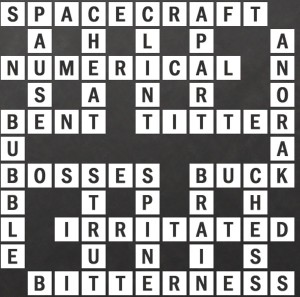 SPACECRAFT
A H L P A
NUMERICAL N
S A N R O
BENT TITTER
U A
BOSSES BUCK
B T P R H
L IRRITATED
E U N I S
BITTERNESS